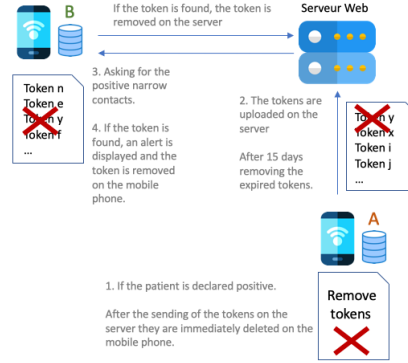 B
If the token is found, the token is
removed on the server
Serveur Web
Token n
Token e
Token y
Token f
...
3. Asking for the
positive narrow
contacts.
4. If the token is
found, an alert is
displayed and the
token is removed
on the mobile
phone.
2. The tokens are
uploaded on the
server
After 15 days
removing the
expired tokens.
Token y
Token x
Token i
Token j
...
A
1. If the patient is declared positive.
After the sending of the tokens on the
server they are immediately deleted on the
mobile phone.
Remove
tokens